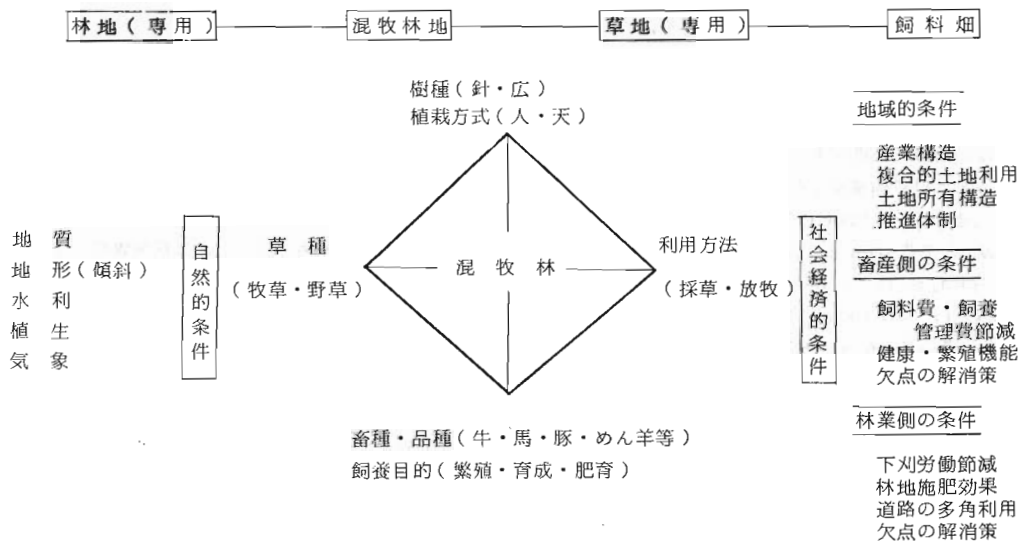 林地(専用)
混牧林地
草地(専用)
飼料畑
樹種(針・広)
植栽方式(人・天)
地質
地形(傾斜)
水利
植生
気象
自然的条件
草種
(牧草・野草)
混牧林
利用方法
(採草・放牧)
社会経済的条件
畜種・品種(牛・馬・豚・めん羊等)
飼養目的(繁殖・育成・肥育)
地域的条件
産業構造
複合的土地利用
土地所有構造
推進体制
畜産側の条件
飼料費・飼養
管理費節減
健康・繁殖機能
欠点の解消策
林業側の条件
下刈労働節減
林地施肥効果
道路の多角利用
欠点の解消策